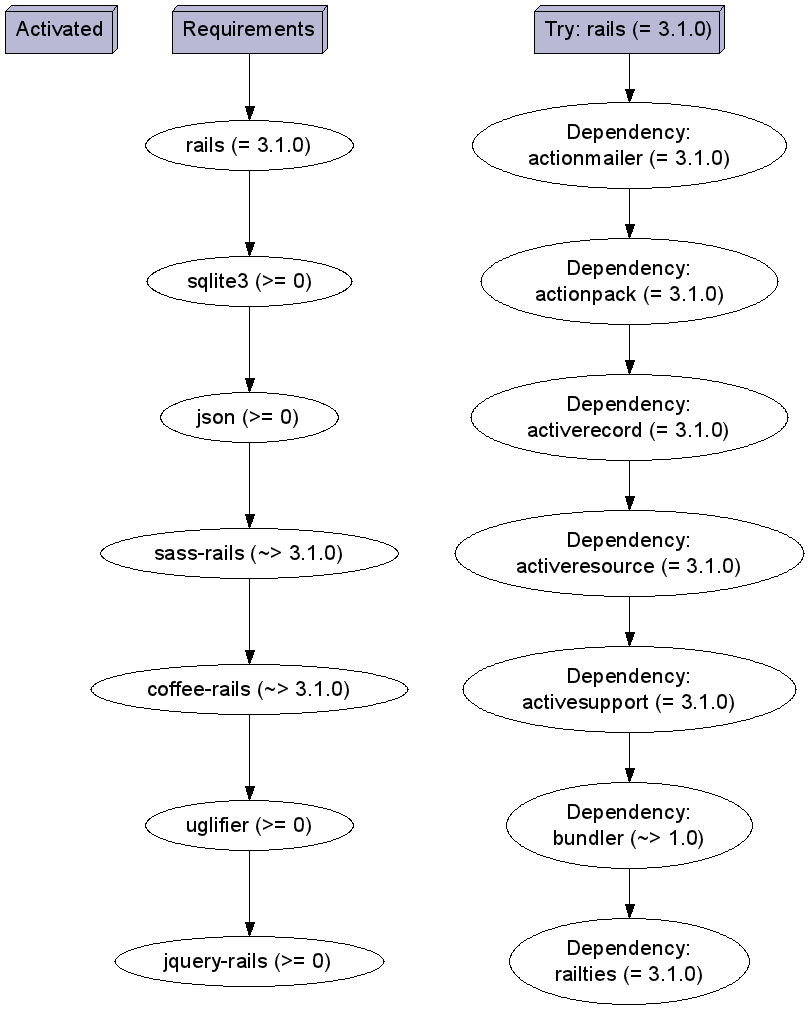 Activated
Requirements
rails (= 3.1.0)
sqlite3 (>= 0)
json (>= 0)
sass-rails (~> 3.1.0)
coffee-rails (~> 3.1.0)
uglifier (>= 0)
jquery-rails (>= 0)
Try: rails (= 3.1.0)
Dependency:
actionmailer (= 3.1.0)
Dependency:
actionpack (= 3.1.0)
Dependency:
activerecord (= 3.1.0)
Dependency:
activeresource (= 3.1.0)
Dependency:
activesupport (= 3.1.0)
Dependency:
bundler (~> 1.0)
Dependency:
railties (= 3.1.0)